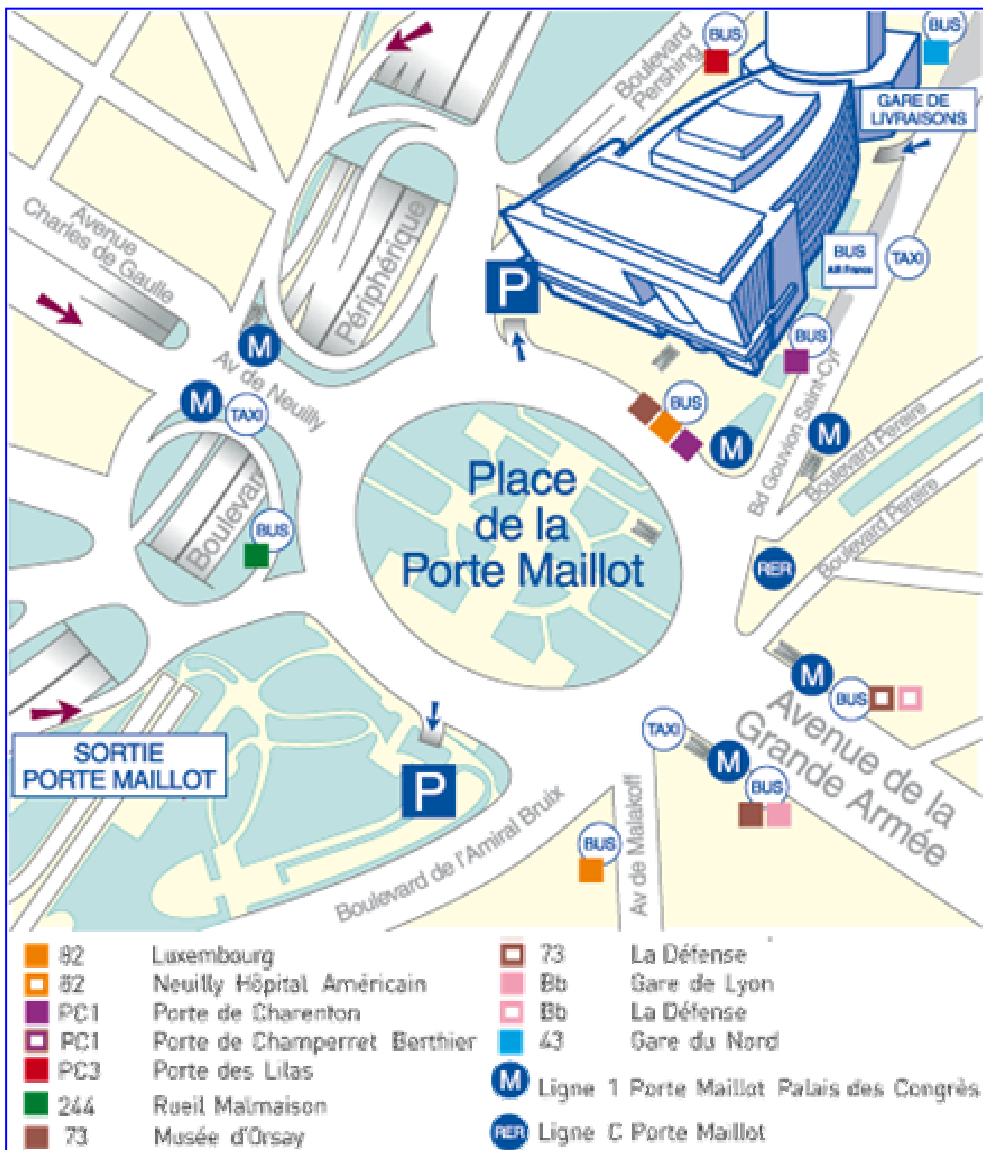 BUS
BUS
Boulevard
Pershing
GARE DE
LIVRAISONS
Avenue
Charles de Gaulle
Périphérique
BUS
AIR France
TAXI
P
M
Av de Neuilly
M
TAXI
BUS
BUS
M
M
Bd Gouvion Saint-Cyr
Boulevard Pereire
Boulevard Pereire
Place
de la
Porte Maillot
Boulevar
BUS
RER
M
BUS
Avenue de la
Grande Armée
TAXI
M
BUS
SORTIE
PORTE MAILLOT
P
Boulevard de l'Amiral Bruix
BUS
Av de Malakoff
82 Luxembourg
82 Neuilly Hôpital Américain
PC1 Porte de Charenton
PC1 Porte de Champerret Berthier
PC3 Porte des Lilas
244 Rueil Malmaison
73 Musée d'Orsay
73 La Défense
Bb Gare de Lyon
Bb La Défense
43 Gare du Nord
M Ligne 1 Porte Maillot Palais des Congrès
RER Ligne C Porte Maillot